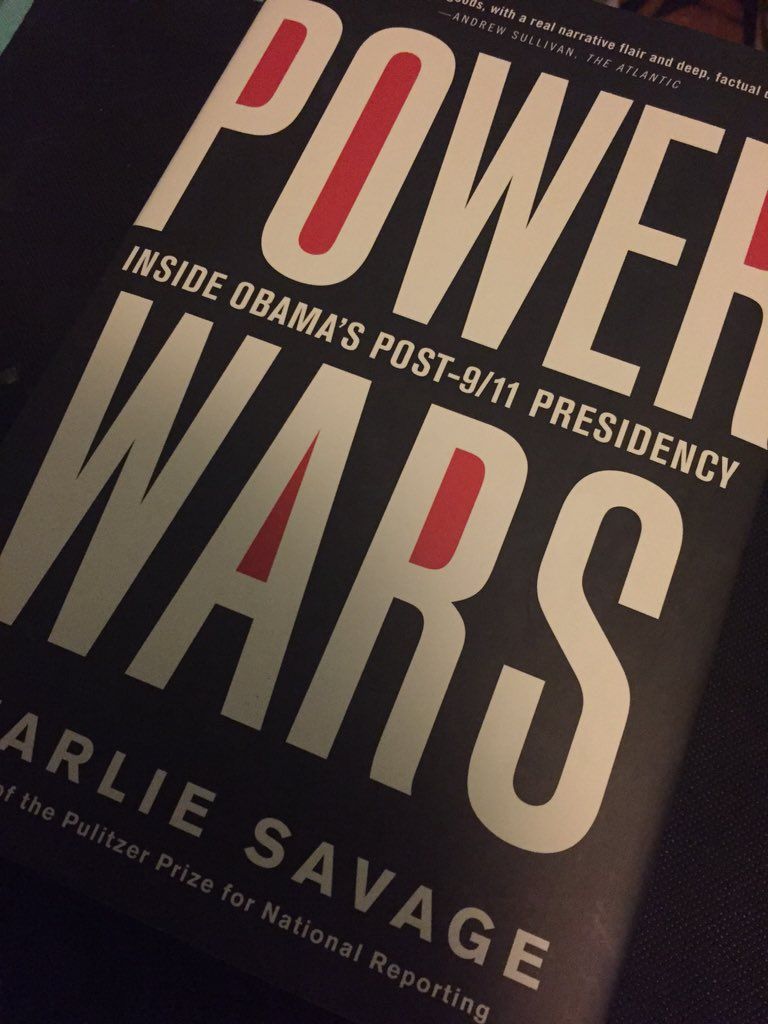 with a real narrative flair and deep, factual
—ANDREW SULLIVAN, THE ATLANTIC
POWER
INSIDE OBAMA'S POST-9/11 PRESIDENCY
WARS
ARLIE SAVAGE
of the Pulitzer Prize for National Reporting